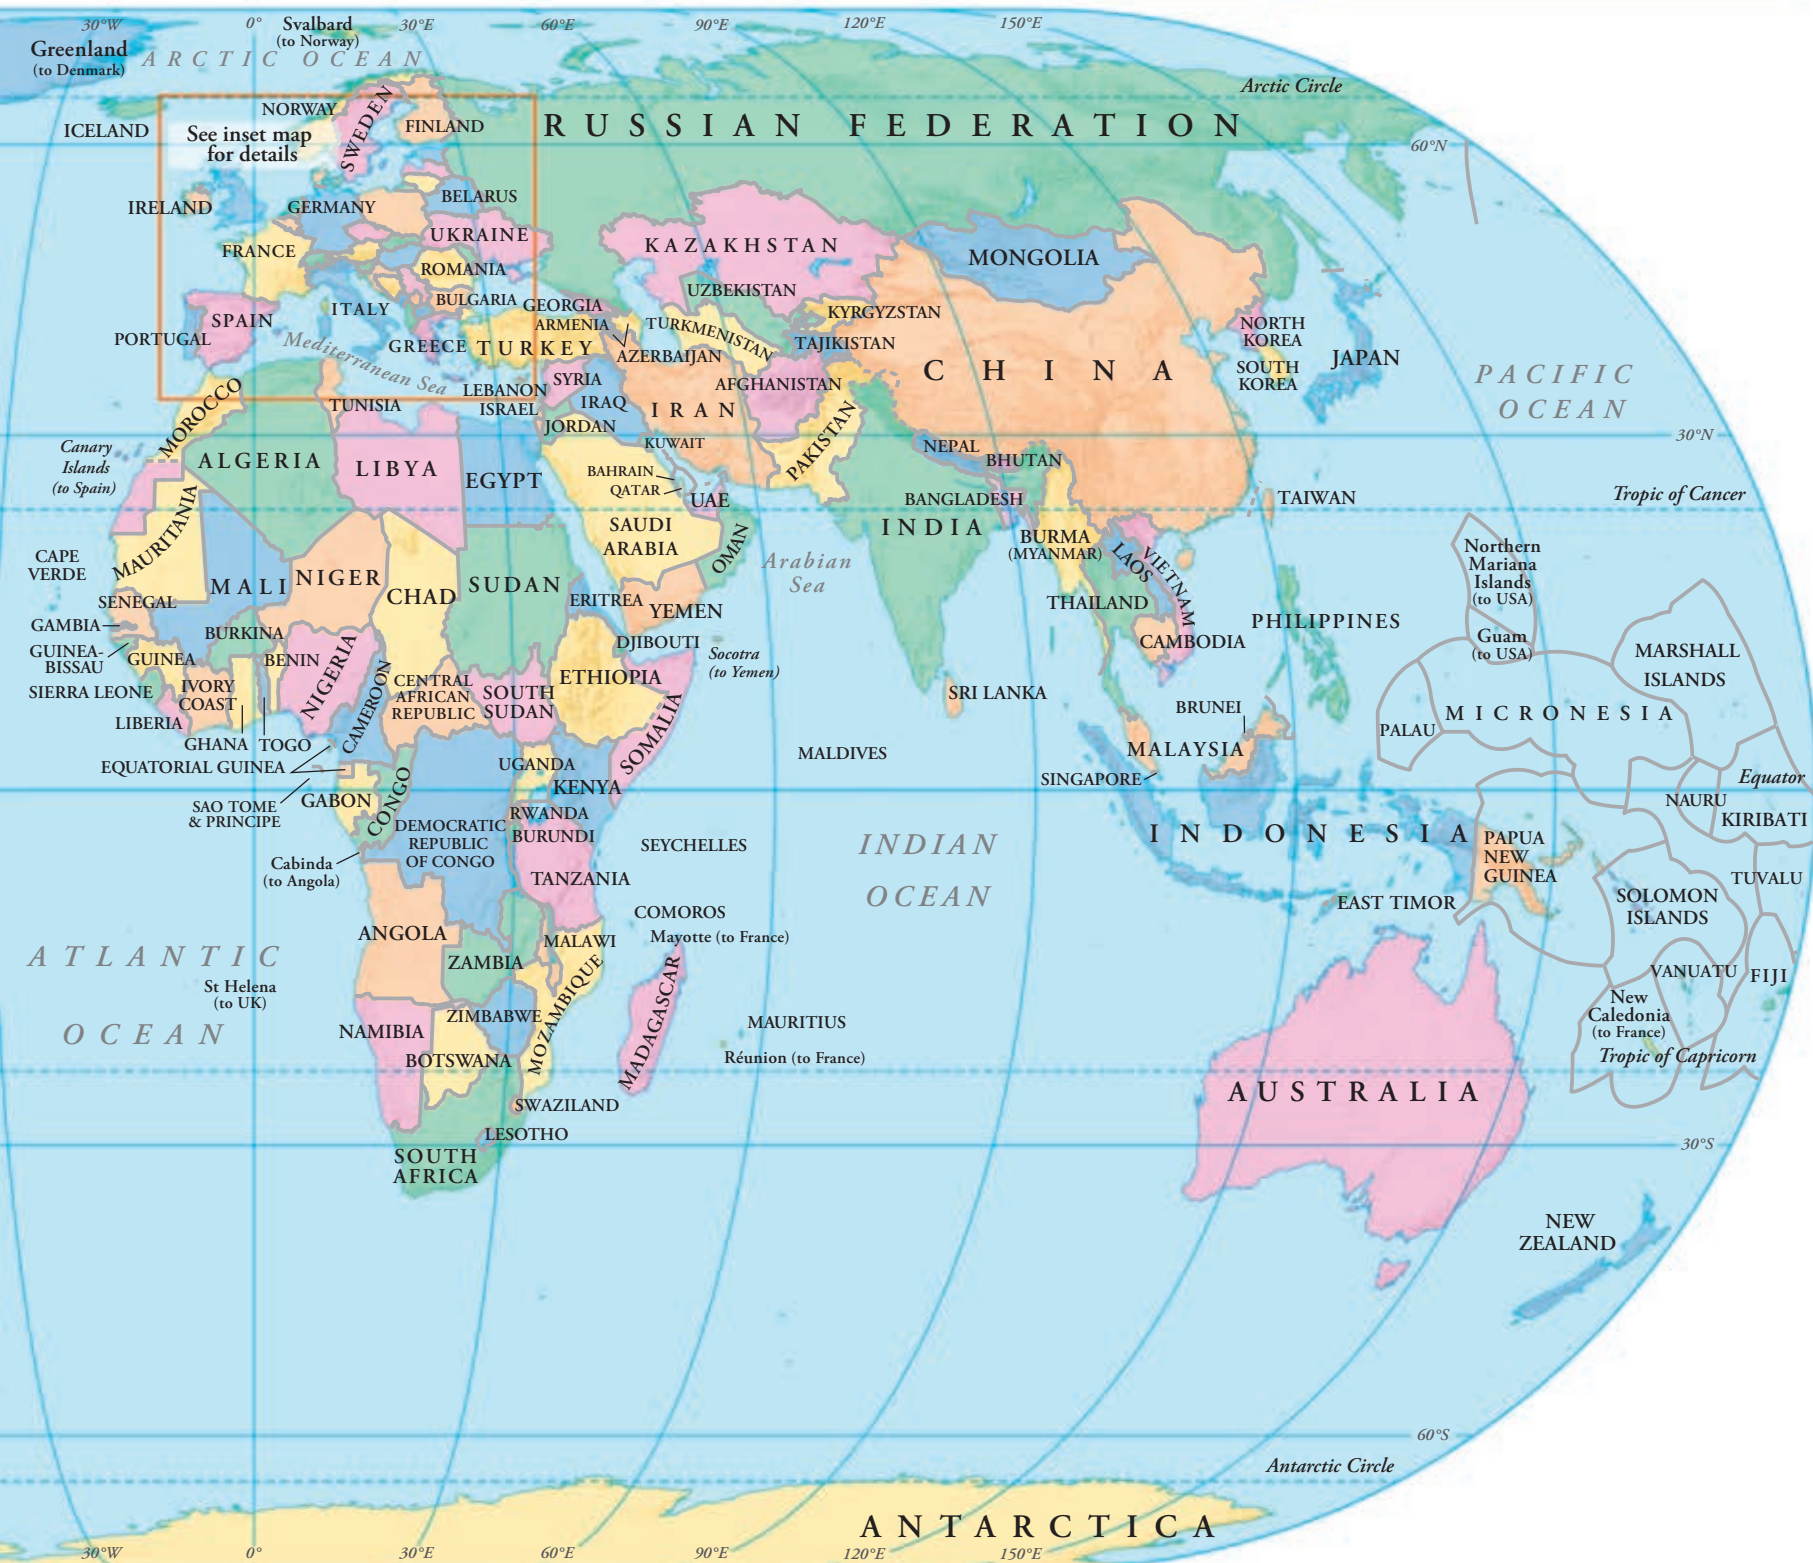 30°W
0°
30°E
60°E
90°E
120°E
150°E
Svalbard
(to Norway)
Greenland
(to Denmark)
ARCTIC OCEAN
Arctic Circle
NORWAY
SWEDEN
FINLAND
ICELAND
See inset map
for details
RUSSIAN FEDERATION
60°N
IRELAND
GERMANY
BELARUS
FRANCE
UKRAINE
KAZAKHSTAN
MONGOLIA
ROMANIA
UZBEKISTAN
BULGARIA
GEORGIA
ITALY
KYRGYZSTAN
SPAIN
ARMENIA
TURKMENISTAN
NORTH
KOREA
PORTUGAL
Mediterranean Sea
GREECE
TURKEY
AZERBAIJAN
TAJIKISTAN
JAPAN
CHINA
SOUTH
KOREA
PACIFIC
OCEAN
SYRIA
AFGHANISTAN
LEBANON
ISRAEL
IRAQ
IRAN
MOROCCO
TUNISIA
JORDAN
KUWAIT
PAKISTAN
30°N
Canary
Islands
(to Spain)
ALGERIA
LIBYA
EGYPT
NEPAL
BHUTAN
BAHRAIN
QATAR
UAE
BANGLADESH
TAIWAN
Tropic of Cancer
MAURITANIA
SAUDI
ARABIA
OMAN
INDIA
BURMA
(MYANMAR)
LAOS
VIETNAM
Arabian
Sea
Northern
Mariana
Islands
(to USA)
CAPE
VERDE
MALI
NIGER
CHAD
SUDAN
ERITREA
YEMEN
THAILAND
PHILIPPINES
SENEGAL
GAMBIA
GUINEA-
BISSAU
GUINEA
BURKINA
BENIN
NIGERIA
DJIBOUTI
Socotra
(to Yemen)
CAMBODIA
Guam
(to USA)
MARSHALL
ISLANDS
SIERRA LEONE
IVORY
COAST
CAMEROON
CENTRAL
AFRICAN
REPUBLIC
SOUTH
SUDAN
ETHIOPIA
SOMALIA
SRI LANKA
BRUNEI
PALAU
MICRONESIA
LIBERIA
GHANA
TOGO
MALDIVES
MALAYSIA
EQUATORIAL GUINEA
UGANDA
KENYA
SINGAPORE
Equator
SAO TOME
& PRINCIPE
GABON
CONGO
RWANDA
BURUNDI
NAURU
KIRIBATI
DEMOCRATIC
REPUBLIC
OF CONGO
SEYCHELLES
INDIAN
OCEAN
INDONESIA
PAPUA
NEW
GUINEA
Cabinda
(to Angola)
TANZANIA
EAST TIMOR
SOLOMON
ISLANDS
TUVALU
COMOROS
Mayotte (to France)
ANGOLA
ZAMBIA
MALAWI
MOZAMBIQUE
MADAGASCAR
ATLANTIC
OCEAN
St Helena
(to UK)
VANUATU
FIJI
New
Caledonia
(to France)
NAMIBIA
ZIMBABWE
BOTSWANA
MAURITIUS
Réunion (to France)
Tropic of Capricorn
AUSTRALIA
SWAZILAND
LESOTHO
SOUTH
AFRICA
30°S
NEW
ZEALAND
60°S
Antarctic Circle
ANTARCTICA
30°W
0°
30°E
60°E
90°E
120°E
150°E